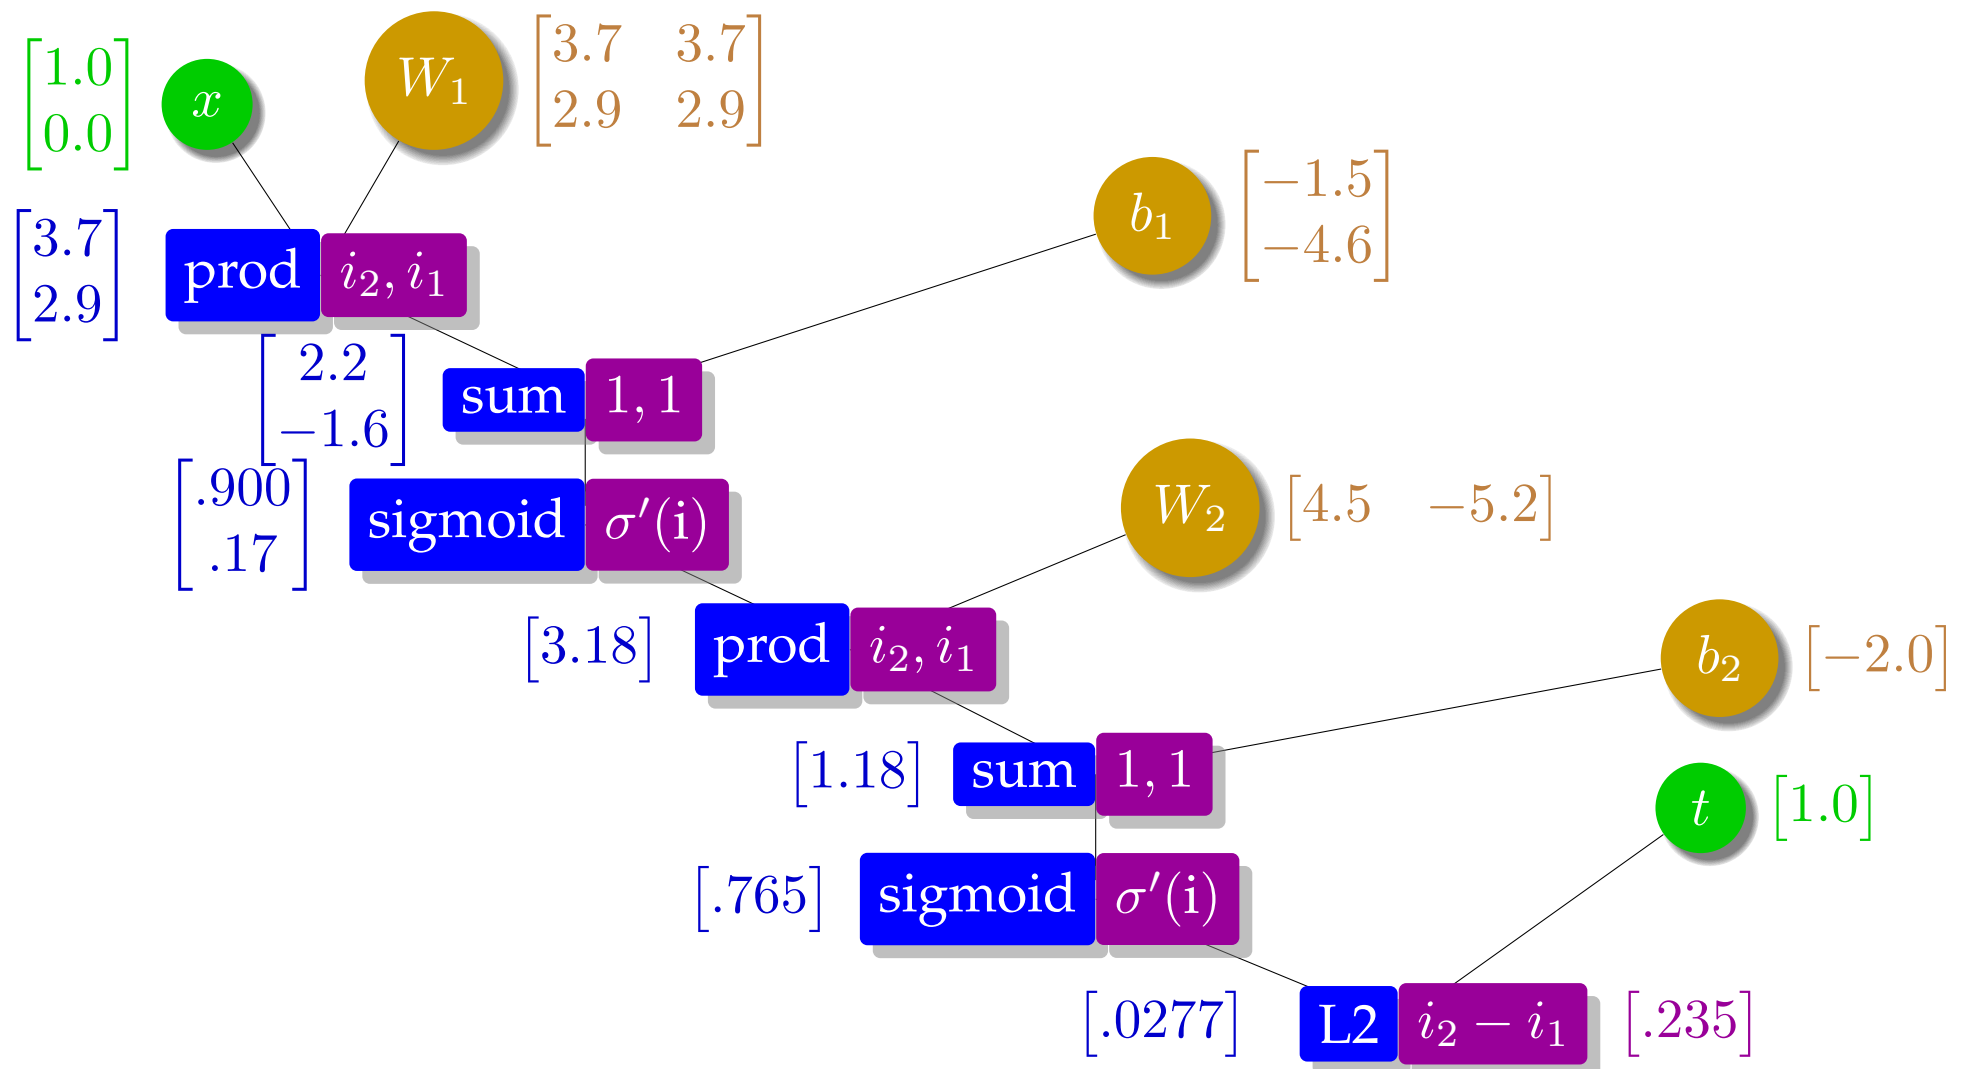 [1.0 0.0] x W₁ [3.7 3.7 2.9 2.9]
b₁ [−1.5 −4.6]
[3.7 2.9] prod i₂, i₁
[2.2 −1.6] sum 1, 1
[.900 .17] sigmoid σ′(i) W₂ [4.5 −5.2]
[3.18] prod i₂, i₁ b₂ [−2.0]
[1.18] sum 1, 1 t [1.0]
[.765] sigmoid σ′(i)
[.0277] L2 i₂ − i₁ [.235]